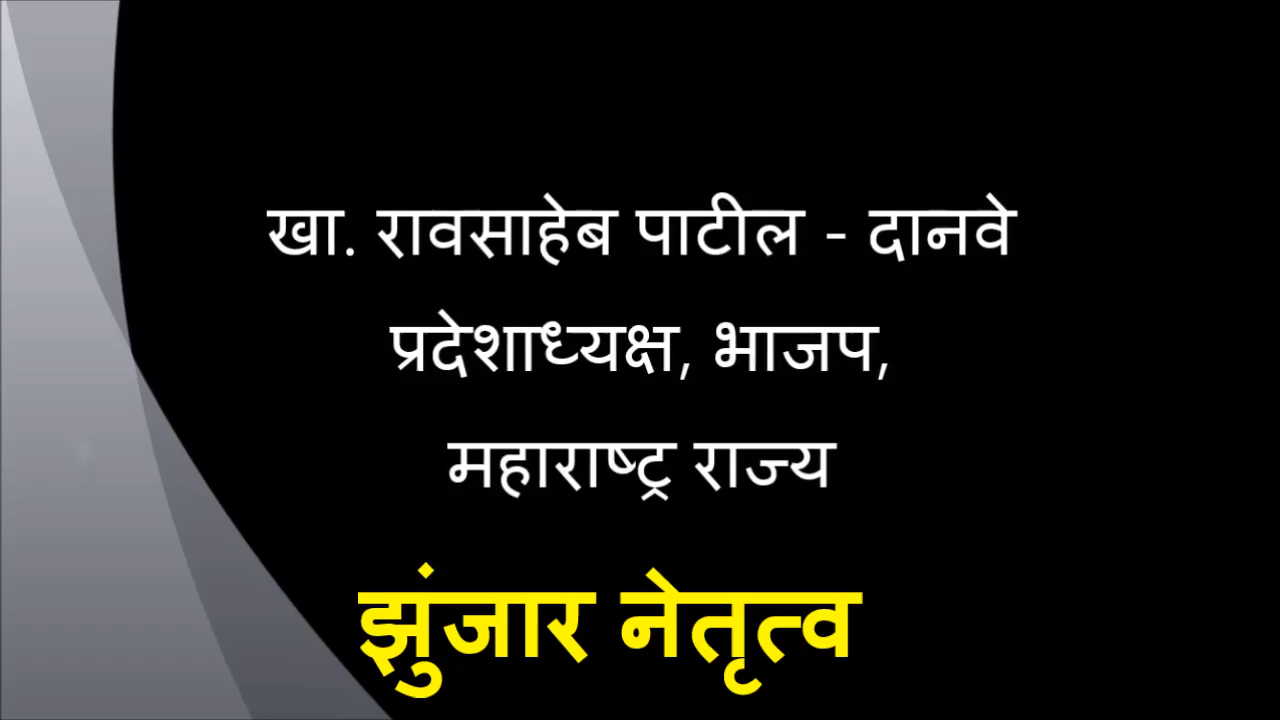 खा. रावसाहेब पाटील - दानवे
प्रदेशाध्यक्ष, भाजप,
महाराष्ट्र राज्य
झुंजार नेतृत्व